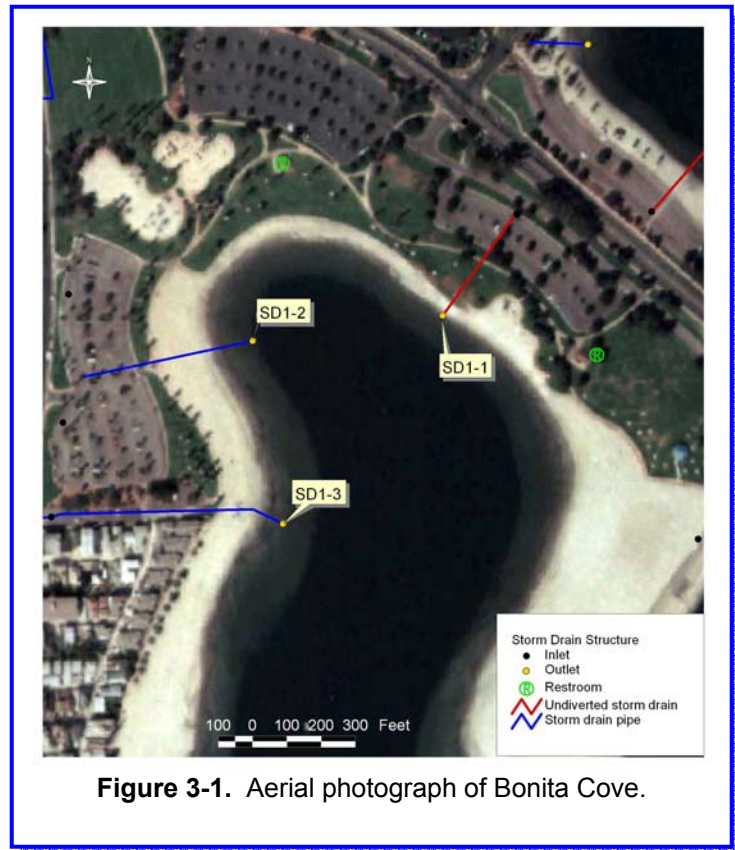 N
SD1-2
SD1-1
SD1-3
Storm Drain Structure
Inlet
Outlet
R Restroom
Undiverted storm drain
Storm drain pipe
100 0 100 200 300 Feet
Figure 3-1. Aerial photograph of Bonita Cove.
R
R